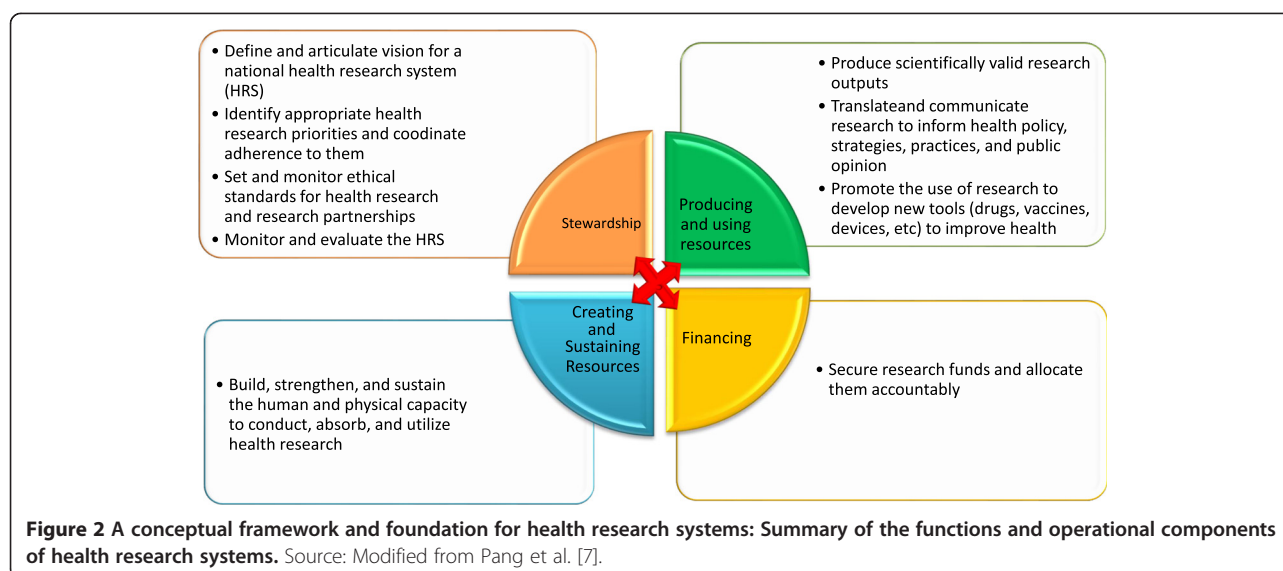 • Define and articulate vision for a
national health research system
(HRS)
• Identify appropriate health
research priorities and coodinate
adherence to them
• Set and monitor ethical
standards for health research
and research partnerships
• Monitor and evaluate the HRS
• Produce scientifically valid research
outputs
• Translateand communicate
research to inform health policy,
strategies, practices, and public
opinion
• Promote the use of research to
develop new tools (drugs, vaccines,
devices, etc) to improve health
Stewardship
Producing
and using
resources
Creating
and
Sustaining
Resources
Financing
• Build, strengthen, and sustain
the human and physical capacity
to conduct, absorb, and utilize
health research
• Secure research funds and allocate
them accountably
Figure 2 A conceptual framework and foundation for health research systems: Summary of the functions and operational components
of health research systems. Source: Modified from Pang et al. [7].